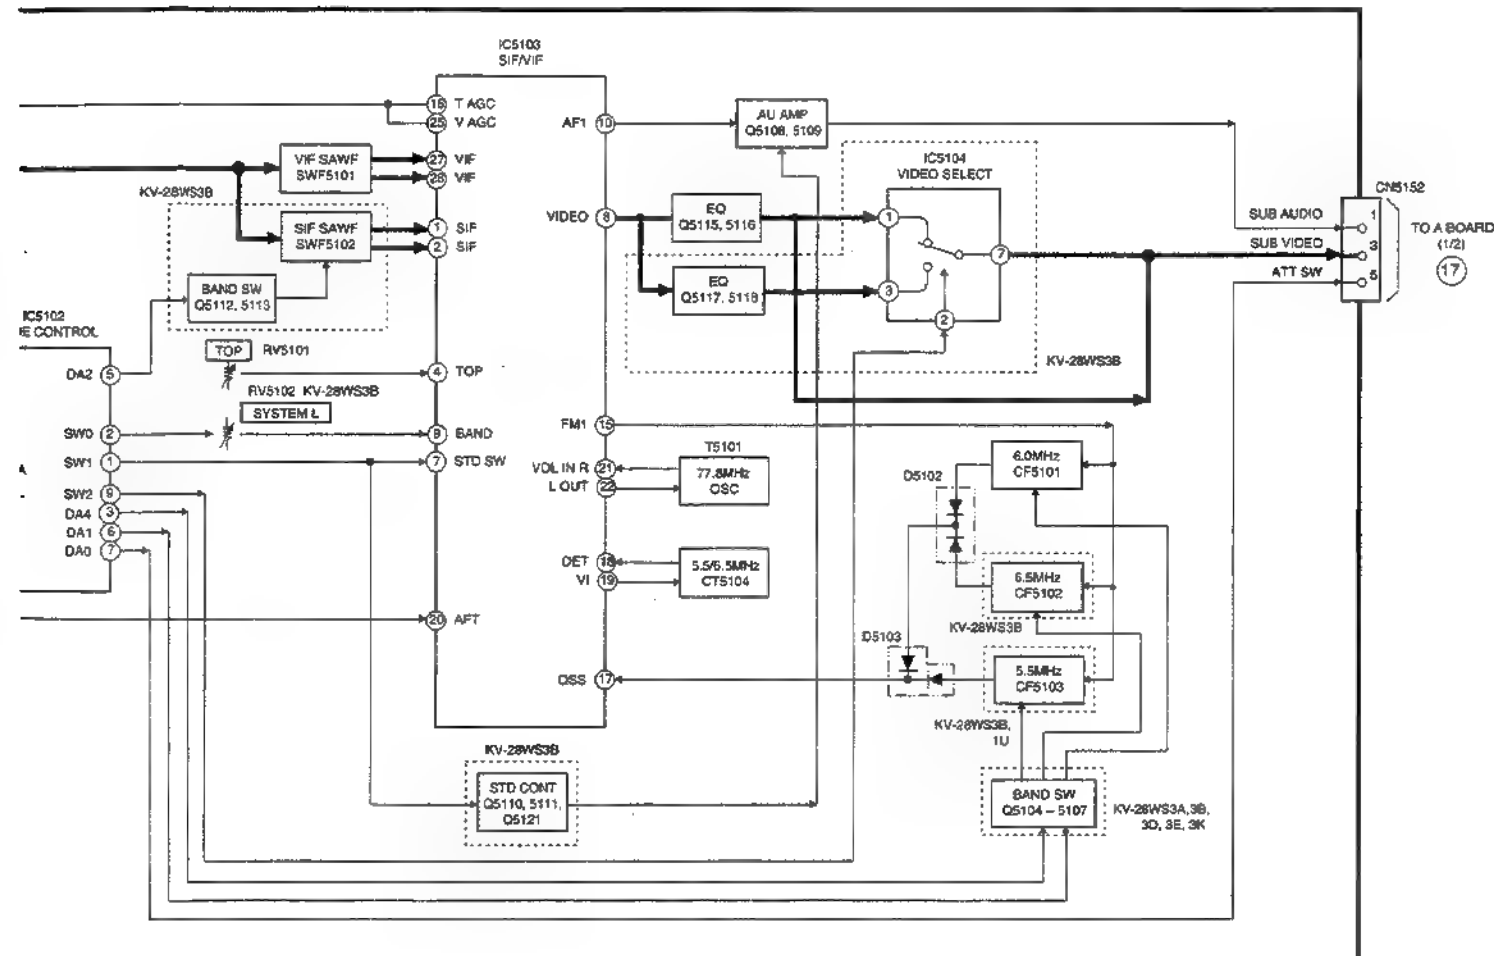 IC5103
SIF/VIF
16 T AGC
25 V AGC
AF1 10
AU AMP
Q5108, 5109
VIF SAWF
SWF5101
27 VIF
28 VIF
KV-28WS3B
SIF SAWF
SWF5102
1 SIF
2 SIF
BAND SW
Q5112, 5113
IC5104
VIDEO SELECT
VIDEO 8
EQ
Q5115, 5116
1
7
EQ
Q5117, 5118
3
2
KV-28WS3B
CN5152
SUB AUDIO 1
SUB VIDEO 3
ATT SW 5
TO A BOARD
(1/2)
17
IC5102
E CONTROL
TOP RV5101
DA2 5
4 TOP
RV5102 KV-28WS3B
SYSTEM L
SW0 2
9 BAND
SW1 1
7 STD SW
SW2 9
DA4 3
DA1 6
DA0 7
FM1 15
T5101
VOL IN R 21
L OUT 22
77.8MHz
OSC
DET 18
VI 19
5.5/6.5MHz
CT5104
20 AFT
QSS 17
D5102
6.0MHz
CF5101
6.5MHz
CF5102
KV-28WS3B
D5103
5.5MHz
CF5103
KV-28WS3B,
1U
KV-28WS3B
STD CONT
Q5110, 5111,
Q5121
BAND SW
Q5104 – 5107
KV-28WS3A,3B,
3D, 3E, 3K